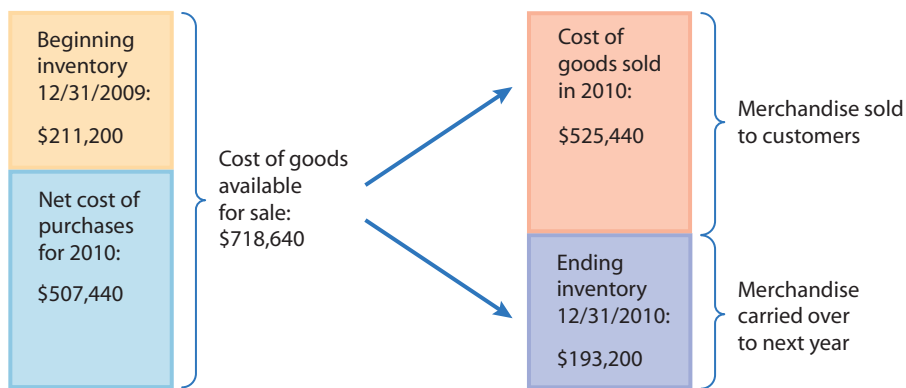 Beginning
inventory
12/31/2009:
$211,200
Net cost of
purchases
for 2010:
$507,440
Cost of goods
available
for sale:
$718,640
Cost of
goods sold
in 2010:
$525,440
Merchandise sold
to customers
Ending
inventory
12/31/2010:
$193,200
Merchandise
carried over
to next year